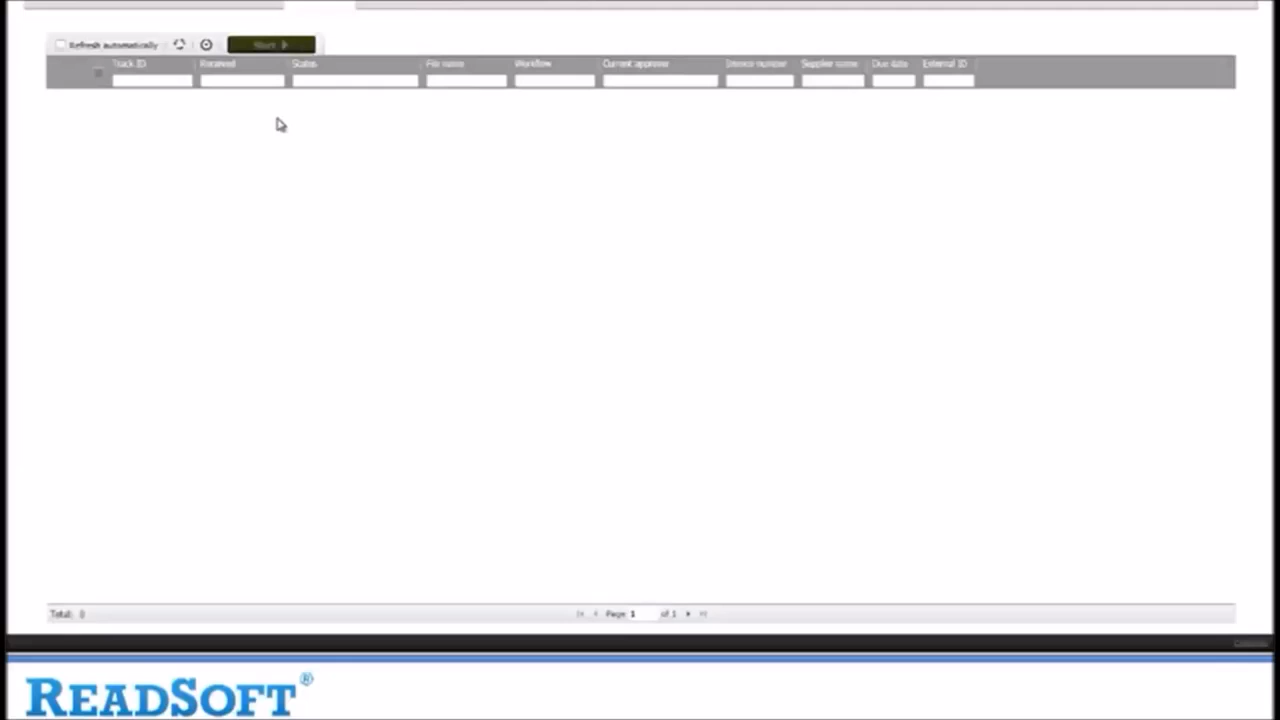 Refresh automatically Start
Track ID Received Status File name Workflow Current approver Invoice number Supplier name Due date External ID
Total: 0 Page 1 of 1
READSOFT®